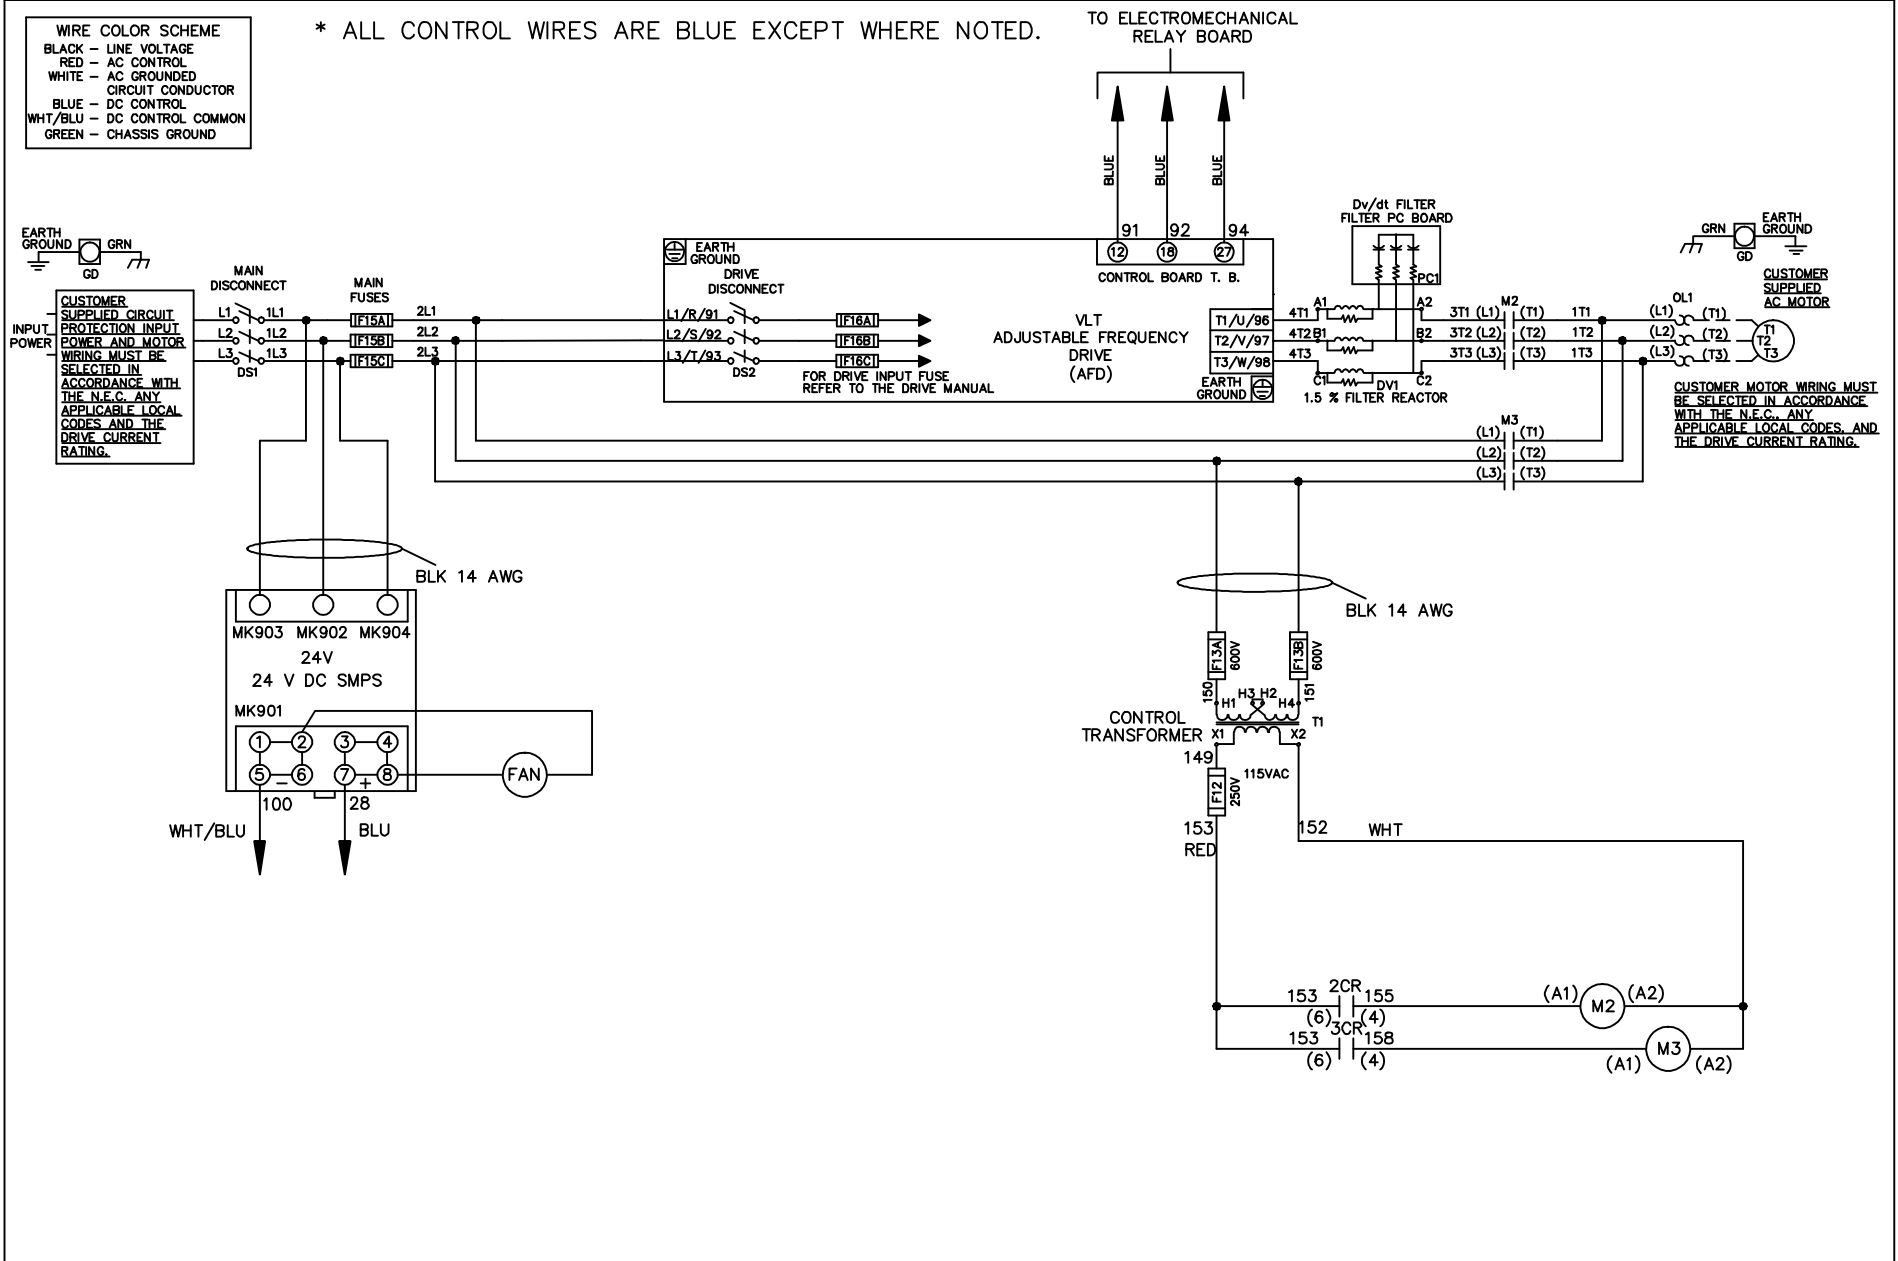 WIRE COLOR SCHEME
BLACK – LINE VOLTAGE
RED – AC CONTROL
WHITE – AC GROUNDED
CIRCUIT CONDUCTOR
BLUE – DC CONTROL
WHT/BLU – DC CONTROL COMMON
GREEN – CHASSIS GROUND
* ALL CONTROL WIRES ARE BLUE EXCEPT WHERE NOTED.
TO ELECTROMECHANICAL
RELAY BOARD
BLUE
BLUE
BLUE
91
92
94
12
18
27
CONTROL BOARD T. B.
EARTH
GROUND
GRN
GD
INPUT
POWER
CUSTOMER
SUPPLIED CIRCUIT
PROTECTION INPUT
POWER AND MOTOR
WIRING MUST BE
SELECTED IN
ACCORDANCE WITH
THE N.E.C. ANY
APPLICABLE LOCAL
CODES AND THE
DRIVE CURRENT
RATING.
MAIN
DISCONNECT
L1 1L1
L2 1L2
L3 1L3
DS1
MAIN
FUSES
F15A
F15B
F15C
2L1
2L2
2L3
EARTH
GROUND
DRIVE
DISCONNECT
L1/R/91
L2/S/92
L3/T/93
DS2
F16A
F16B
F16C
FOR DRIVE INPUT FUSE
REFER TO THE DRIVE MANUAL
VLT
ADJUSTABLE FREQUENCY
DRIVE
(AFD)
T1/U/96
T2/V/97
T3/W/98
EARTH
GROUND
4T1
4T2
4T3
Dv/dt FILTER
FILTER PC BOARD
PC1
A1 A2
B1 B2
C1 C2
DV1
1.5 % FILTER REACTOR
M2
3T1 (L1) (T1) 1T1
3T2 (L2) (T2) 1T2
3T3 (L3) (T3) 1T3
OL1
(L1) (T1)
(L2) (T2)
(L3) (T3)
T1
T2
T3
GRN
EARTH
GROUND
GD
CUSTOMER
SUPPLIED
AC MOTOR
CUSTOMER MOTOR WIRING MUST
BE SELECTED IN ACCORDANCE
WITH THE N.E.C., ANY
APPLICABLE LOCAL CODES, AND
THE DRIVE CURRENT RATING.
M3
(L1) (T1)
(L2) (T2)
(L3) (T3)
BLK 14 AWG
MK903 MK902 MK904
24V
24 V DC SMPS
MK901
1 2 3 4
5 – 6 7 + 8
FAN
100
28
WHT/BLU
BLU
BLK 14 AWG
F13A
600V
F13B
600V
150
151
H1 H3 H2 H4
T1
CONTROL
TRANSFORMER
X1 X2
149
115VAC
F12
250V
153
RED
152
WHT
2CR
153 155
(6) (4)
(A1) M2 (A2)
3CR
153 158
(6) (4)
(A1) M3 (A2)